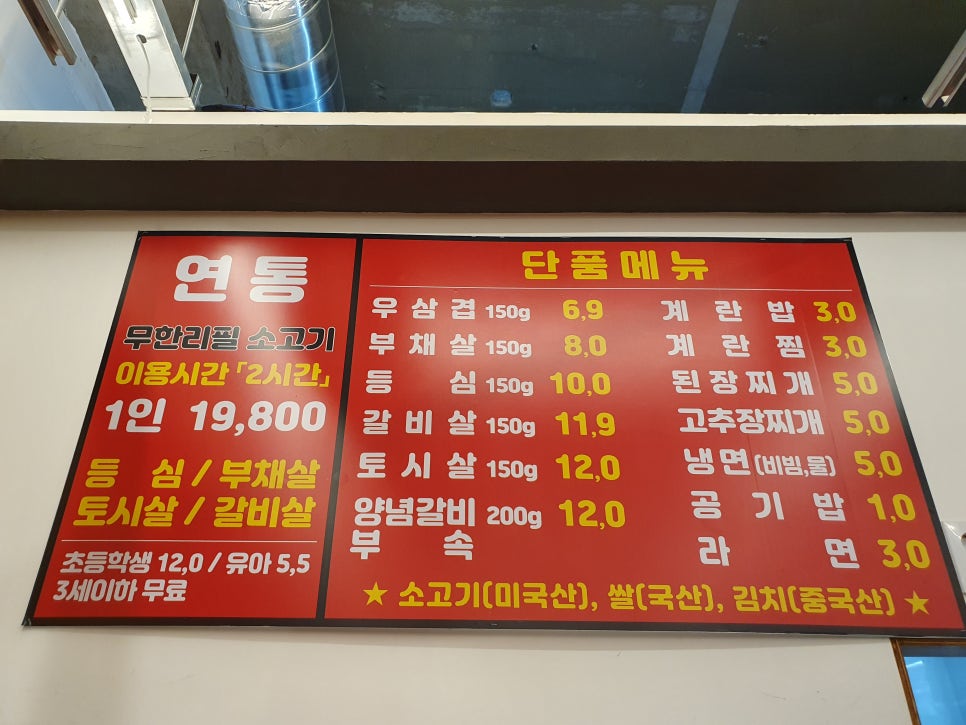 연통
무한리필 소고기
이용시간「2시간」
1인 19,800
등 심 / 부채살
토시살 / 갈비살
초등학생 12,0 / 유아 5,5
3세이하 무료
단품메뉴
우삼겹 150g 6,9
부채살 150g 8,0
등심 150g 10,0
갈비살 150g 11,9
토시살 150g 12,0
양념갈비 200g 12,0
부속
계란밥 3,0
계란찜 3,0
된장찌개 5,0
고추장찌개 5,0
냉면(비빔,물) 5,0
공기밥 1,0
라면 3,0
★ 소고기(미국산), 쌀(국산), 김치(중국산) ★